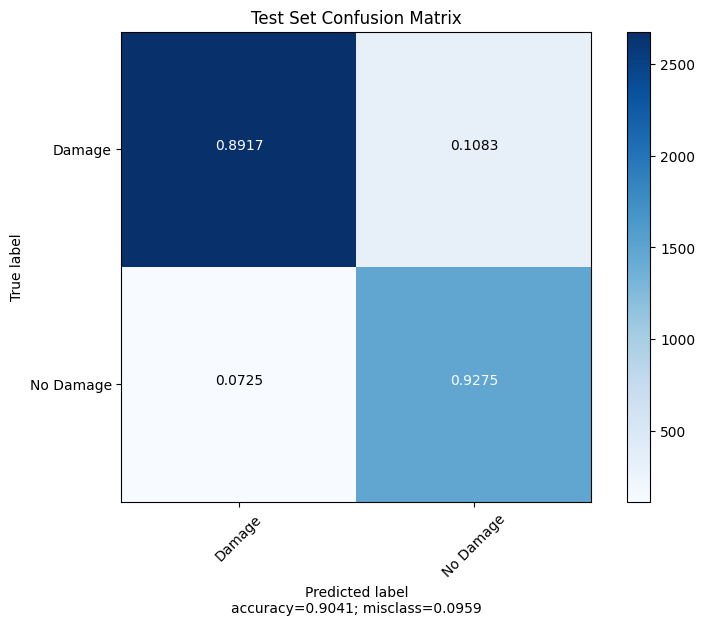 Test Set Confusion Matrix
True label
Damage
0.8917
0.1083
No Damage
0.0725
0.9275
Damage
No Damage
Predicted label
accuracy=0.9041; misclass=0.0959
2500
2000
1500
1000
500